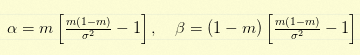 α = m [ m(1−m)/σ² − 1 ],   β = (1 − m) [ m(1−m)/σ² − 1 ]